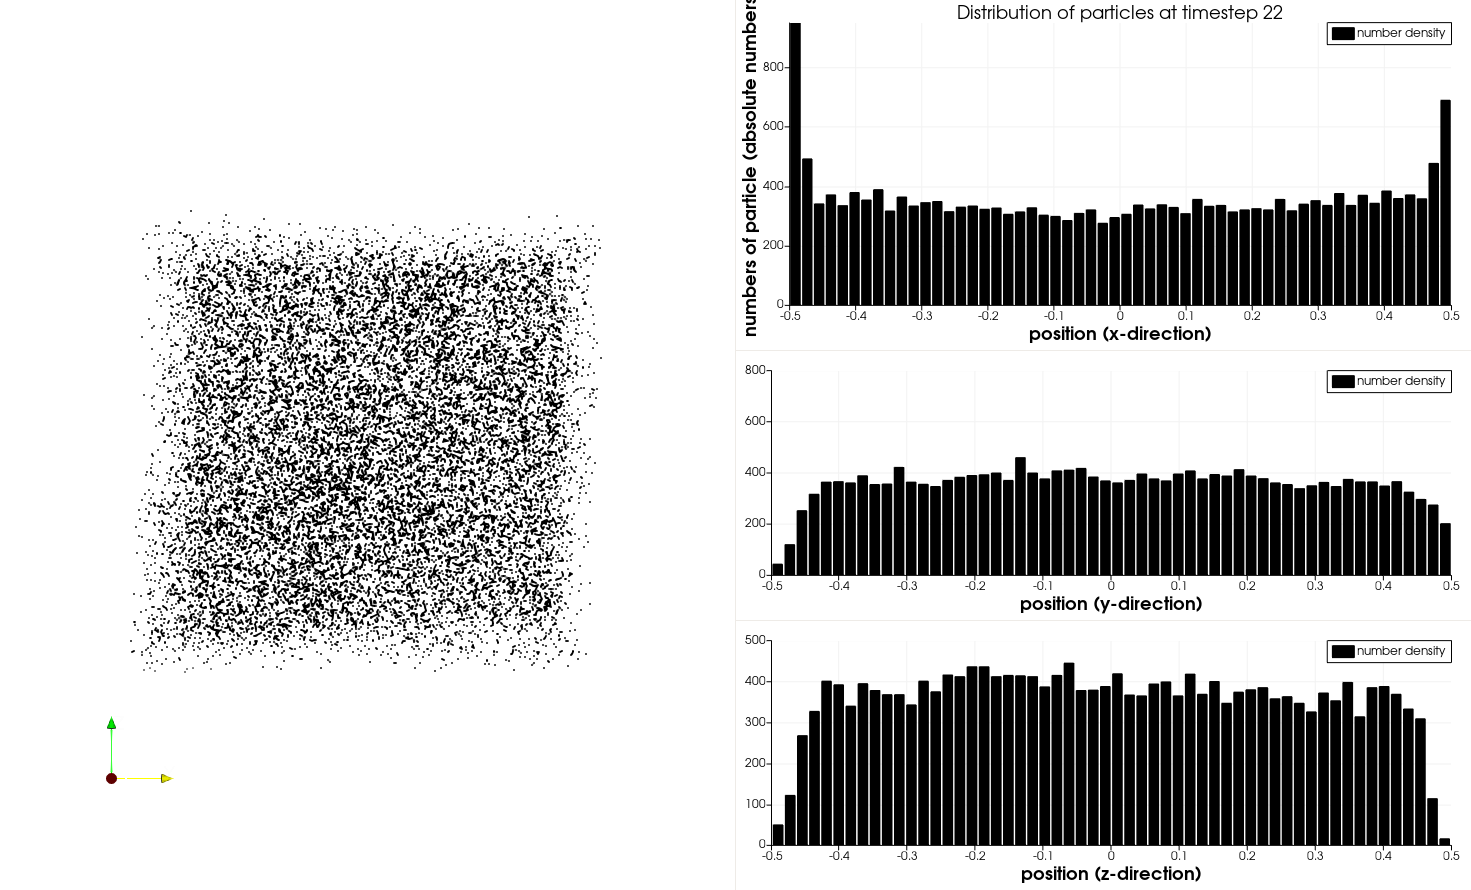 Distribution of particles at timestep 22
numbers of particle (absolute numbers
number density
800
600
400
200
0
-0.5 -0.4 -0.3 -0.2 -0.1 0 0.1 0.2 0.3 0.4 0.5
position (x-direction)
number density
800
600
400
200
0
-0.5 -0.4 -0.3 -0.2 -0.1 0 0.1 0.2 0.3 0.4 0.5
position (y-direction)
number density
500
400
300
200
100
0
-0.5 -0.4 -0.3 -0.2 -0.1 0 0.1 0.2 0.3 0.4 0.5
position (z-direction)